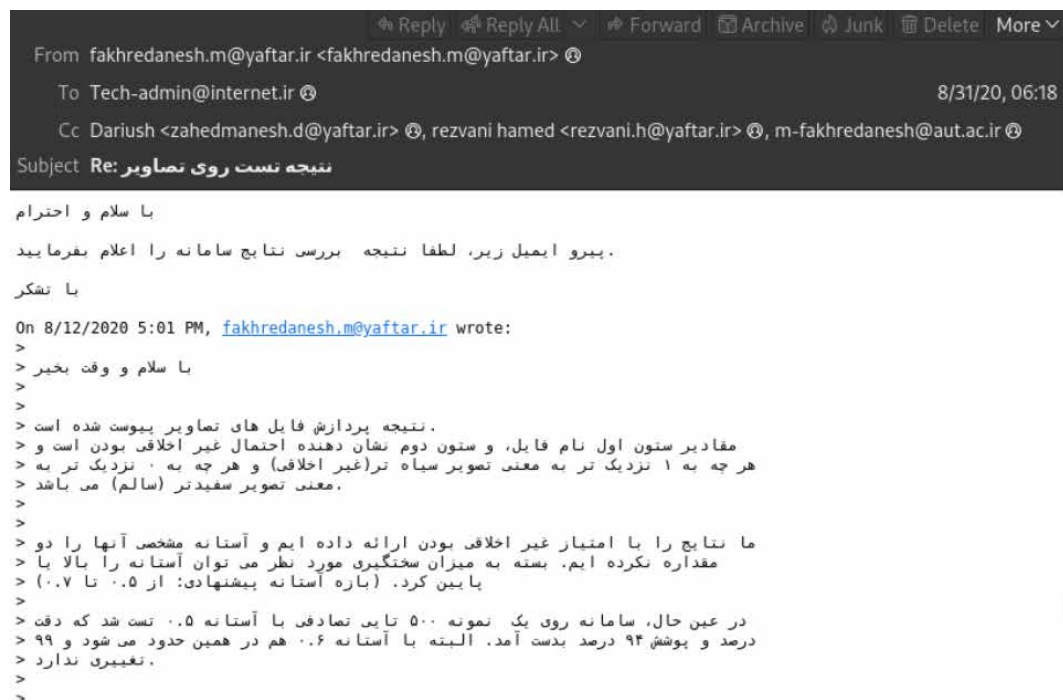 Reply Reply All Forward Archive Junk Delete More
From fakhredanesh.m@yaftar.ir <fakhredanesh.m@yaftar.ir>
To Tech-admin@internet.ir 8/31/20, 06:18
Cc Dariush <zahedmanesh.d@yaftar.ir>, rezvani hamed <rezvani.h@yaftar.ir>, m-fakhredanesh@aut.ac.ir
Subject Re: نتیجه تست روی تصاویر
با سلام و احترام
پیرو ایمیل زیر، لطفا نتیجه بررسی نتایج سامانه را اعلام بفرمایید.
با تشکر
On 8/12/2020 5:01 PM, fakhredanesh.m@yaftar.ir wrote:
>
> با سلام و وقت بخیر
>
>
> نتیجه پردازش فایل های تصاویر پیوست شده است.
> مقادیر ستون اول نام فایل، و ستون دوم نشان دهنده احتمال غیر اخلاقی بودن است و
> هر چه به ۱ نزدیک تر به معنی تصویر سیاه تر(غیر اخلاقی) و هر چه به ۰ نزدیک تر به
> معنی تصویر سفیدتر (سالم) می باشد.
>
>
> ما نتایج را با امتیاز غیر اخلاقی بودن ارائه داده ایم و آستانه مشخصی آنها را دو
> مقداره نکرده ایم. بسته به میزان سختگیری مورد نظر می توان آستانه را بالا یا
> پایین کرد. (بازه آستانه پیشنهادی: از ۰.۵ تا ۰.۷)
>
> در عین حال، سامانه روی یک نمونه ۵۰۰ تایی تصادفی با آستانه ۰.۵ تست شد که دقت
> ۹۹ درصد و پوشش ۹۴ درصد بدست آمد. البته با آستانه ۰.۶ هم در همین حدود می شود و
> تغییری ندارد.
>
>